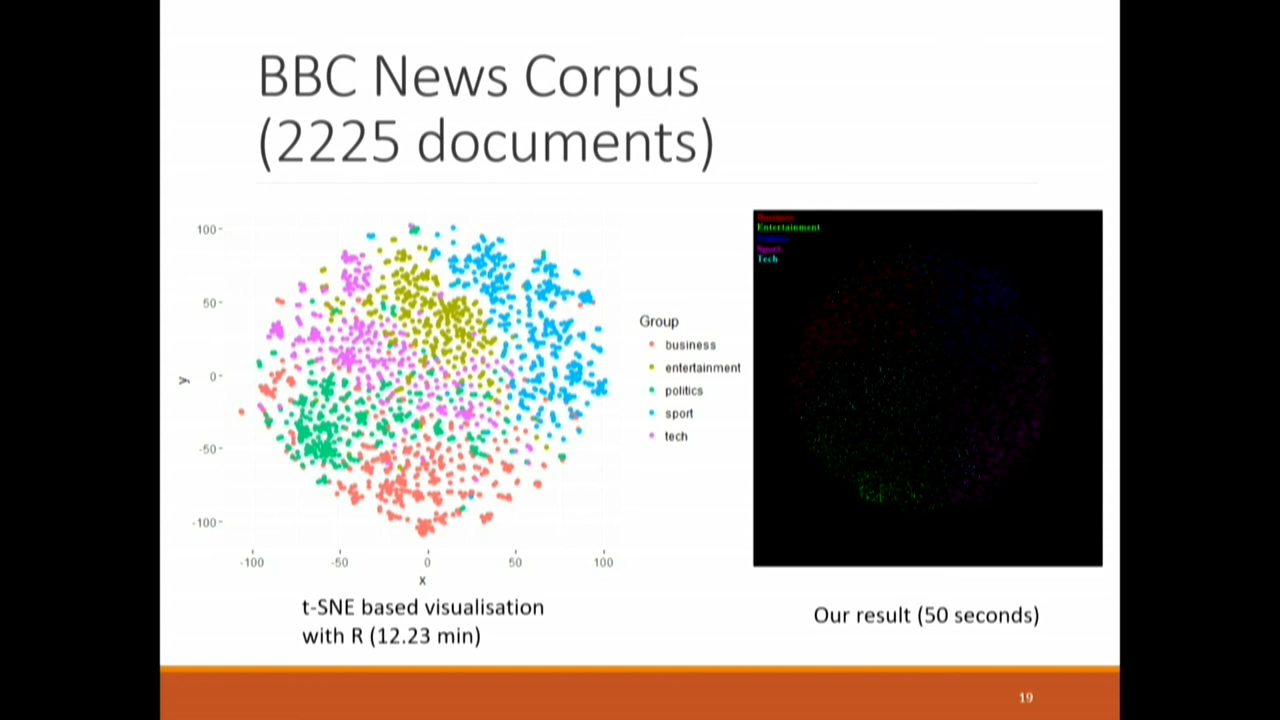 BBC News Corpus
(2225 documents)
100
50
0
-50
-100
y
-100
-50
0
50
100
x
Group
business
entertainment
politics
sport
tech
Business
Entertainment
Politics
Sport
Tech
t-SNE based visualisation
with R (12.23 min)
Our result (50 seconds)
19